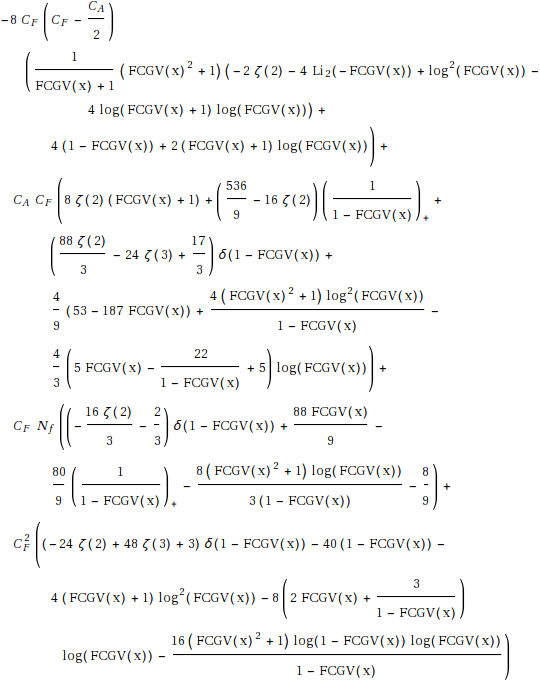 -8 C_F (C_F - C_A/2)
(1/(FCGV(x)+1) (FCGV(x)^2+1) (-2 ζ(2) - 4 Li_2(-FCGV(x)) + log^2(FCGV(x)) -
4 log(FCGV(x)+1) log(FCGV(x))) +
4 (1 - FCGV(x)) + 2 (FCGV(x)+1) log(FCGV(x))) +
C_A C_F (8 ζ(2) (FCGV(x)+1) + (536/9 - 16 ζ(2)) (1/(1 - FCGV(x)))_+ +
(88 ζ(2)/3 - 24 ζ(3) + 17/3) δ(1 - FCGV(x)) +
4/9 (53 - 187 FCGV(x)) + 4 (FCGV(x)^2+1) log^2(FCGV(x))/(1 - FCGV(x)) -
4/3 (5 FCGV(x) - 22/(1 - FCGV(x)) + 5) log(FCGV(x))) +
C_F N_f ((-16 ζ(2)/3 - 2/3) δ(1 - FCGV(x)) + 88 FCGV(x)/9 -
80/9 (1/(1 - FCGV(x)))_+ - 8 (FCGV(x)^2+1) log(FCGV(x))/(3 (1 - FCGV(x))) - 8/9) +
C_F^2 ((-24 ζ(2) + 48 ζ(3) + 3) δ(1 - FCGV(x)) - 40 (1 - FCGV(x)) -
4 (FCGV(x)+1) log^2(FCGV(x)) - 8 (2 FCGV(x) + 3/(1 - FCGV(x)))
log(FCGV(x)) - 16 (FCGV(x)^2+1) log(1 - FCGV(x)) log(FCGV(x))/(1 - FCGV(x)))